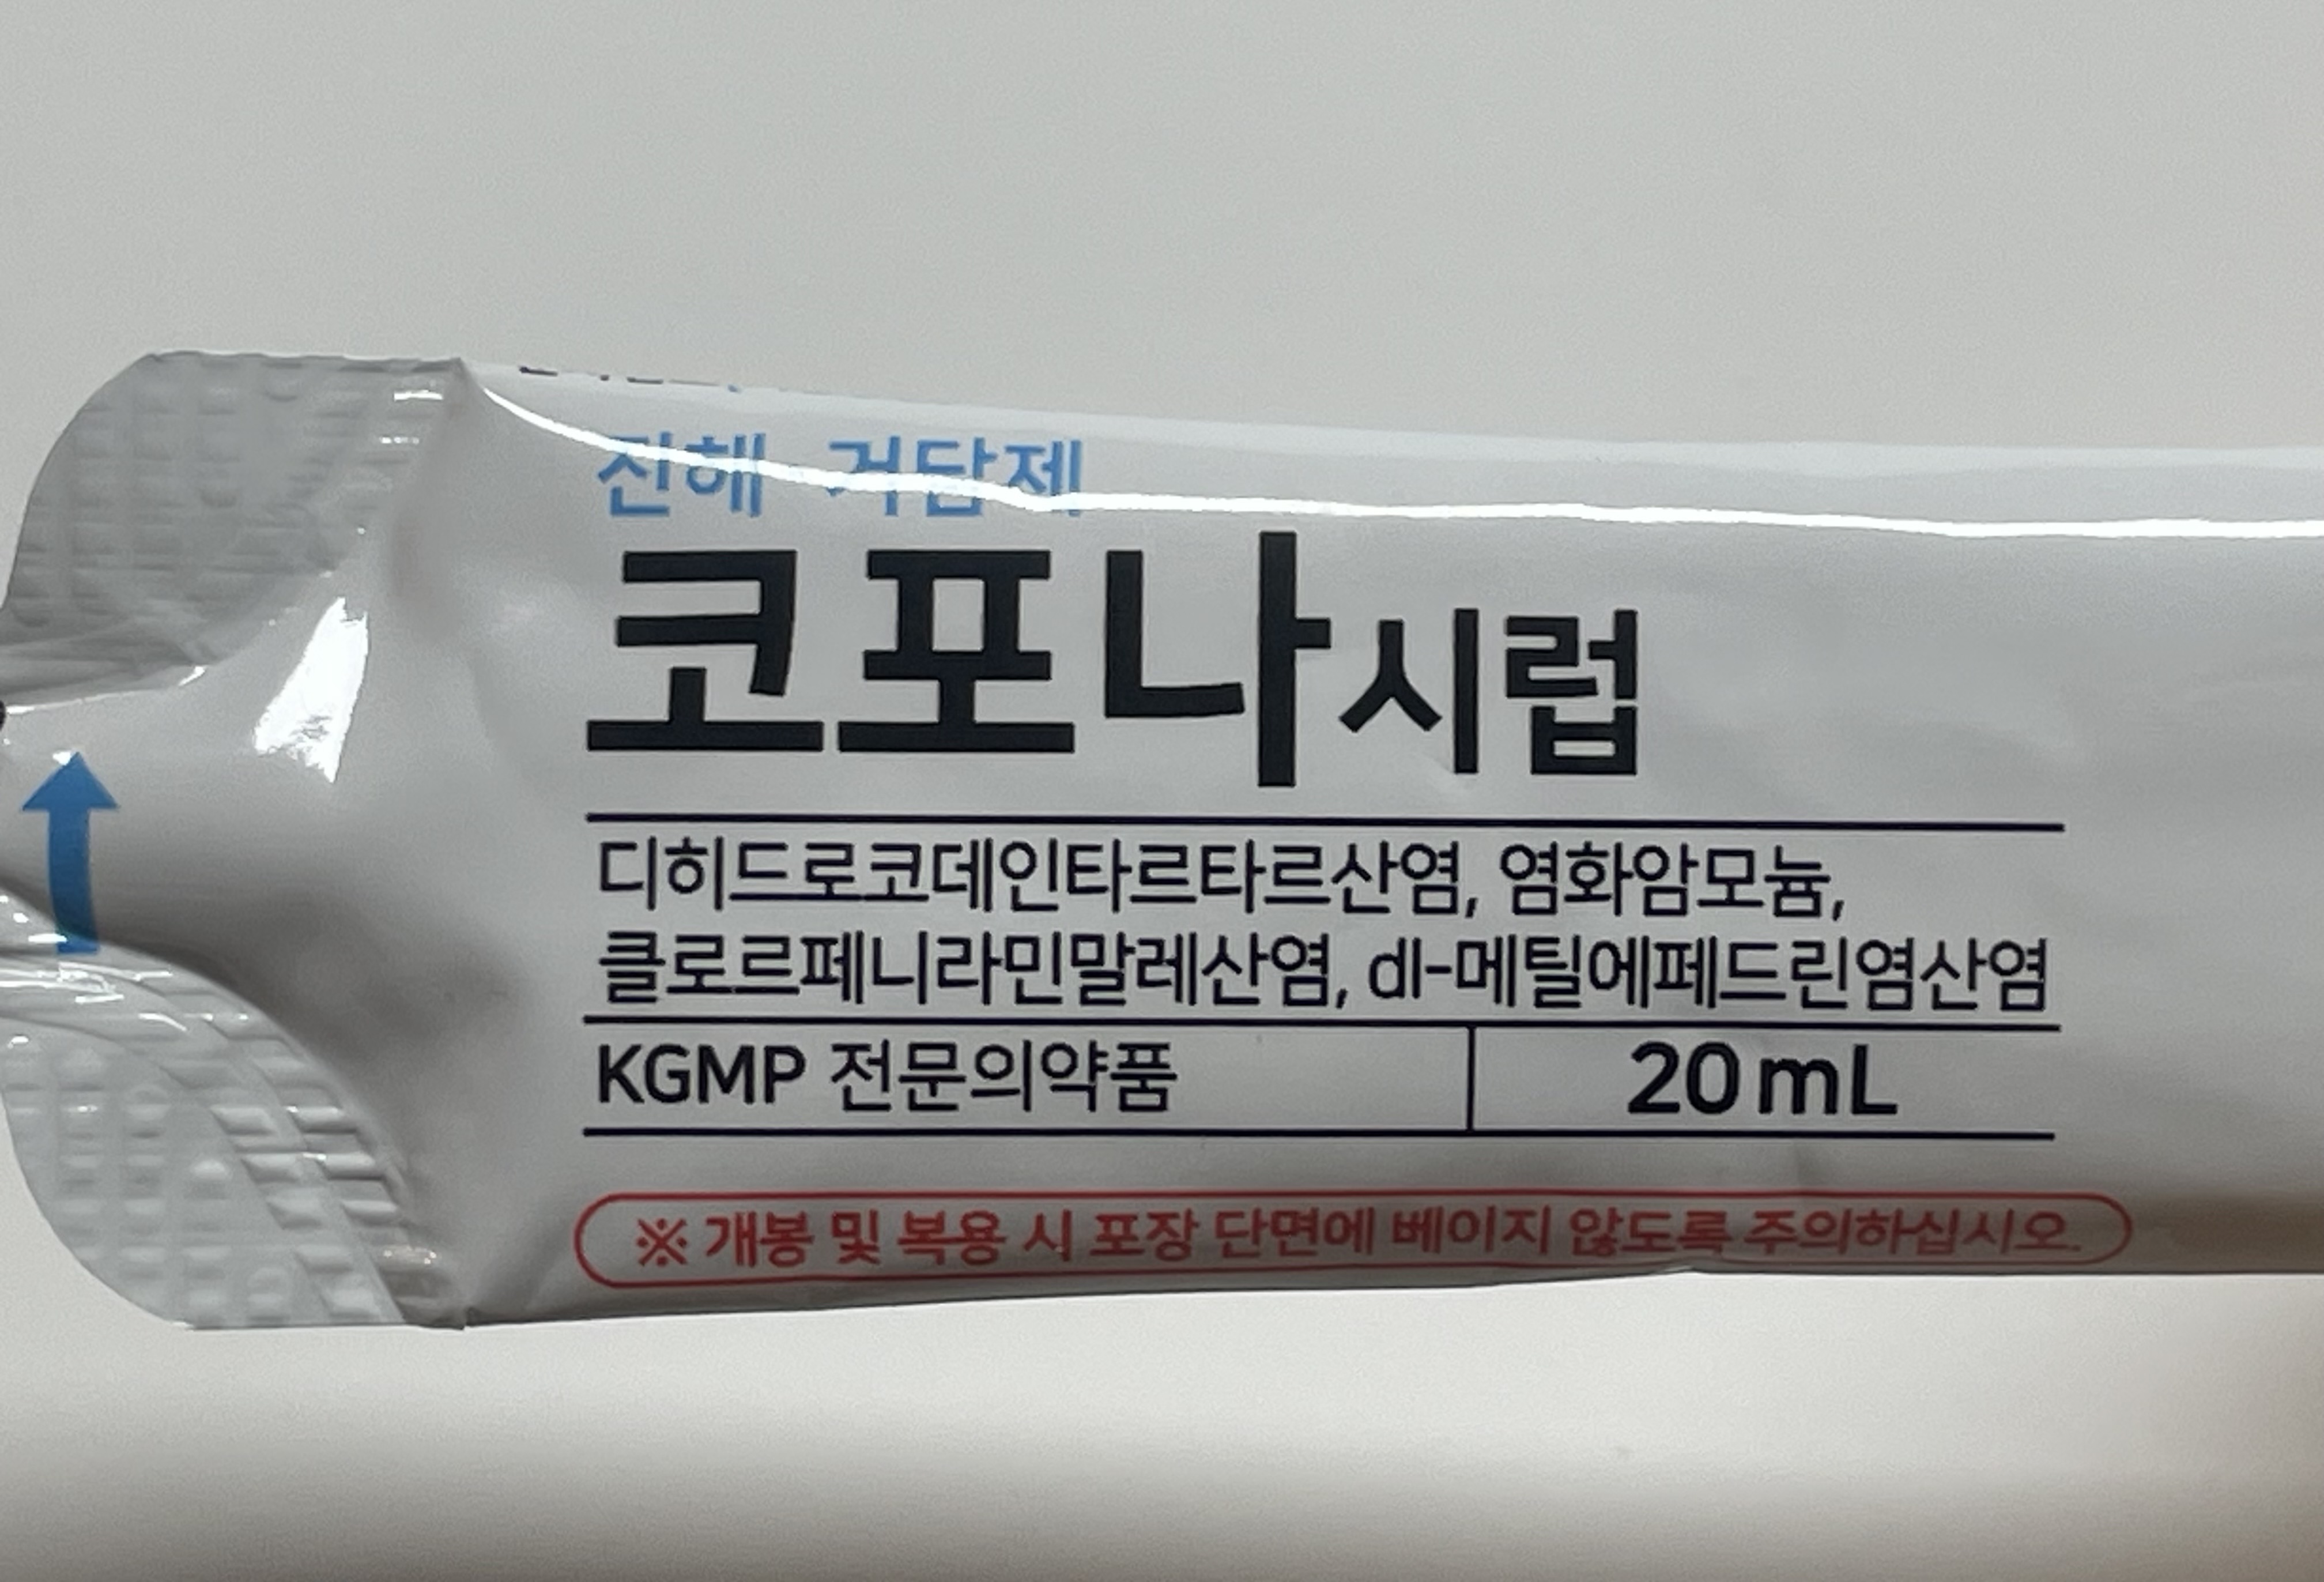 진해 거담제
코포나시럽
디히드로코데인타르타르산염, 염화암모늄,
클로르페니라민말레산염, dl-메틸에페드린염산염
KGMP 전문의약품
20 mL
※ 개봉 및 복용 시 포장 단면에 베이지 않도록 주의하십시오.